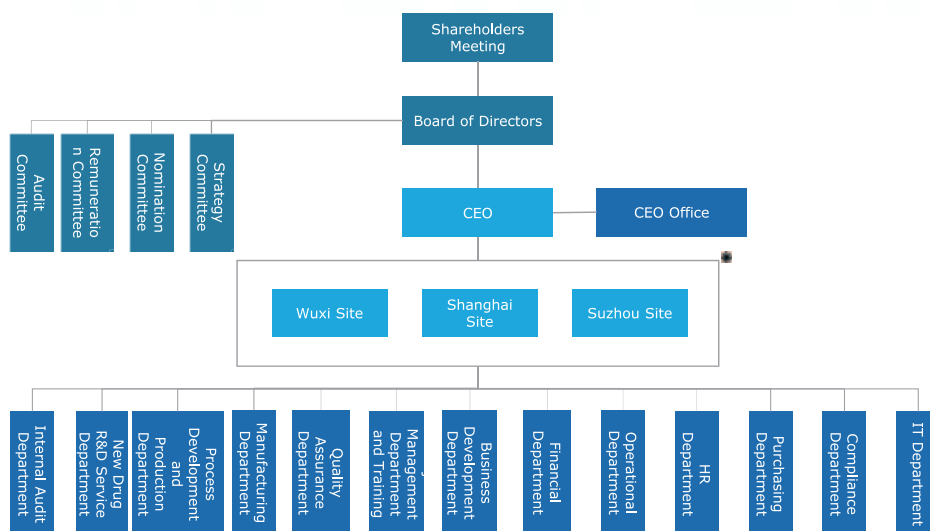 Shareholders
Meeting
Board of Directors
Audit
Committee
Remuneratio
n Committee
Nomination
Committee
Strategy
Committee
CEO
CEO Office
Wuxi Site
Shanghai
Site
Suzhou Site
Internal Audit
Department
New Drug
R&D Service
Department
Process
Development
and
Production
Department
Manufacturing
Department
Quality
Assurance
Department
Management
Department
and Training
Business
Development
Department
Financial
Department
Operational
Department
HR
Department
Purchasing
Department
Compliance
Department
IT Department